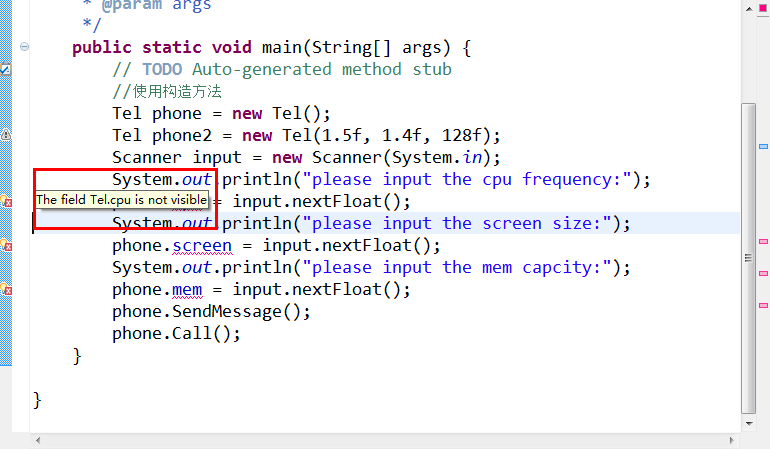 * @param args
*/
public static void main(String[] args) {
// TODO Auto-generated method stub
//使用构造方法
Tel phone = new Tel();
Tel phone2 = new Tel(1.5f, 1.4f, 128f);
Scanner input = new Scanner(System.in);
System.out.println("please input the cpu frequency:");
The field Tel.cpu is not visible = input.nextFloat();
System.out.println("please input the screen size:");
phone.screen = input.nextFloat();
System.out.println("please input the mem capcity:");
phone.mem = input.nextFloat();
phone.SendMessage();
phone.Call();
}
}